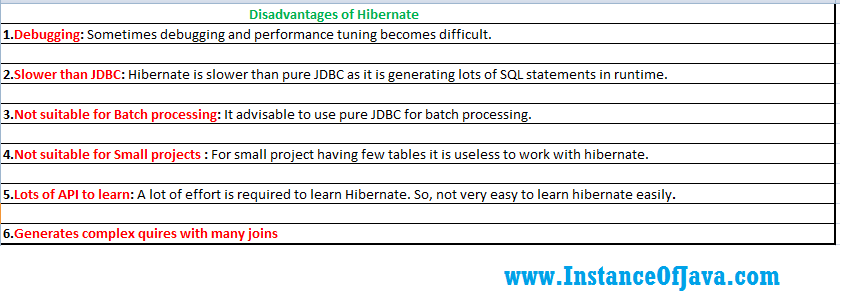 Disadvantages of Hibernate
1.Debugging: Sometimes debugging and performance tuning becomes difficult.
2.Slower than JDBC: Hibernate is slower than pure JDBC as it is generating lots of SQL statements in runtime.
3.Not suitable for Batch processing: It advisable to use pure JDBC for batch processing.
4.Not suitable for Small projects : For small project having few tables it is useless to work with hibernate.
5.Lots of API to learn: A lot of effort is required to learn Hibernate. So, not very easy to learn hibernate easily.
6.Generates complex quires with many joins
www.InstanceOfJava.com